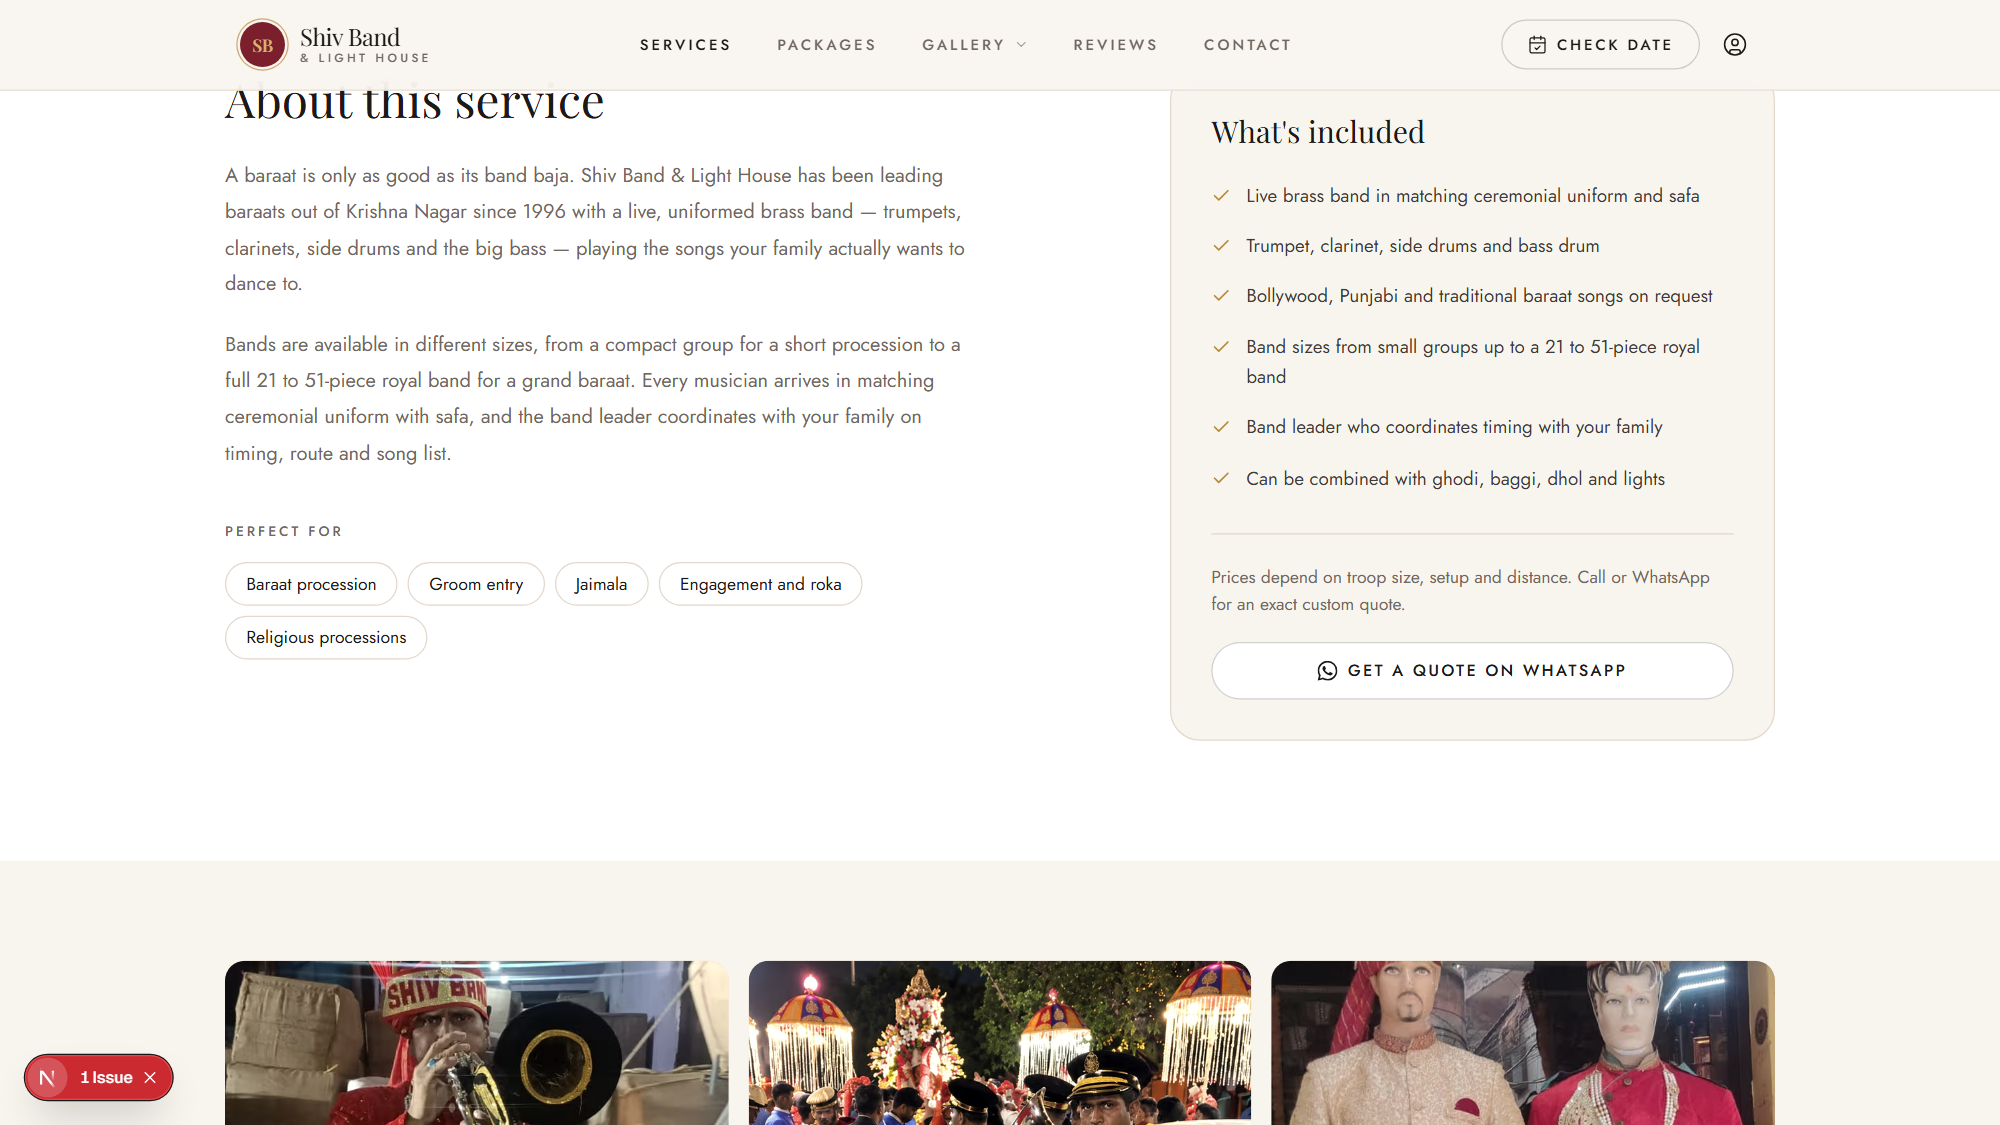 SB
Shiv Band
& LIGHT HOUSE
SERVICES
PACKAGES
GALLERY
REVIEWS
CONTACT
CHECK DATE
About this service
A baraat is only as good as its band baja. Shiv Band & Light House has been leading
baraats out of Krishna Nagar since 1996 with a live, uniformed brass band — trumpets,
clarinets, side drums and the big bass — playing the songs your family actually wants to
dance to.
Bands are available in different sizes, from a compact group for a short procession to a
full 21 to 51-piece royal band for a grand baraat. Every musician arrives in matching
ceremonial uniform with safa, and the band leader coordinates with your family on
timing, route and song list.
PERFECT FOR
Baraat procession
Groom entry
Jaimala
Engagement and roka
Religious processions
What's included
Live brass band in matching ceremonial uniform and safa
Trumpet, clarinet, side drums and bass drum
Bollywood, Punjabi and traditional baraat songs on request
Band sizes from small groups up to a 21 to 51-piece royal
band
Band leader who coordinates timing with your family
Can be combined with ghodi, baggi, dhol and lights
Prices depend on troop size, setup and distance. Call or WhatsApp
for an exact custom quote.
GET A QUOTE ON WHATSAPP
SHIV BAN
N
1 Issue